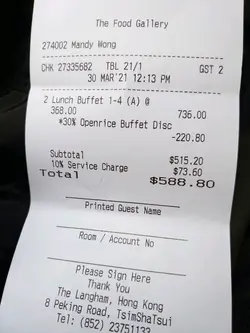 The Food Gallery
274002 Mandy Wong
CHK 27335682 TBL 21/1 GST 2
30 MAR'21 12:13 PM
2 Lunch Buffet 1-4 (A) @
368.00 736.00
*30% Openrice Buffet Disc
-220.80
Subtotal $515.20
10% Service Charge $73.60
Total $588.80
Printed Guest Name
Room / Account No
Please Sign Here
Thank You
The Langham, Hong Kong
8 Peking Road, TsimShaTsui
Tel: (852) 23751133